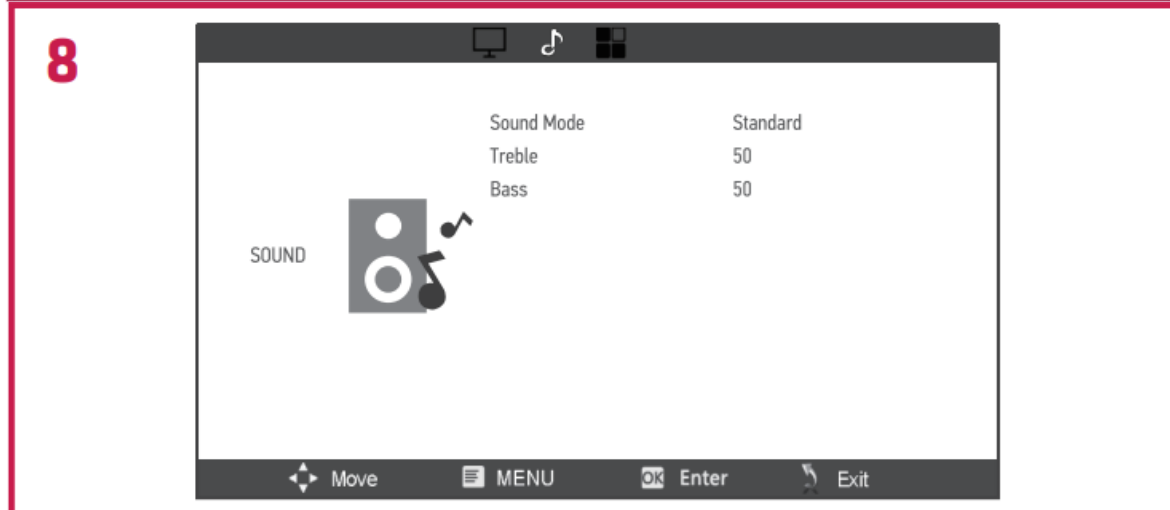 8
Sound Mode Standard
Treble 50
Bass 50
SOUND
Move MENU OK Enter Exit